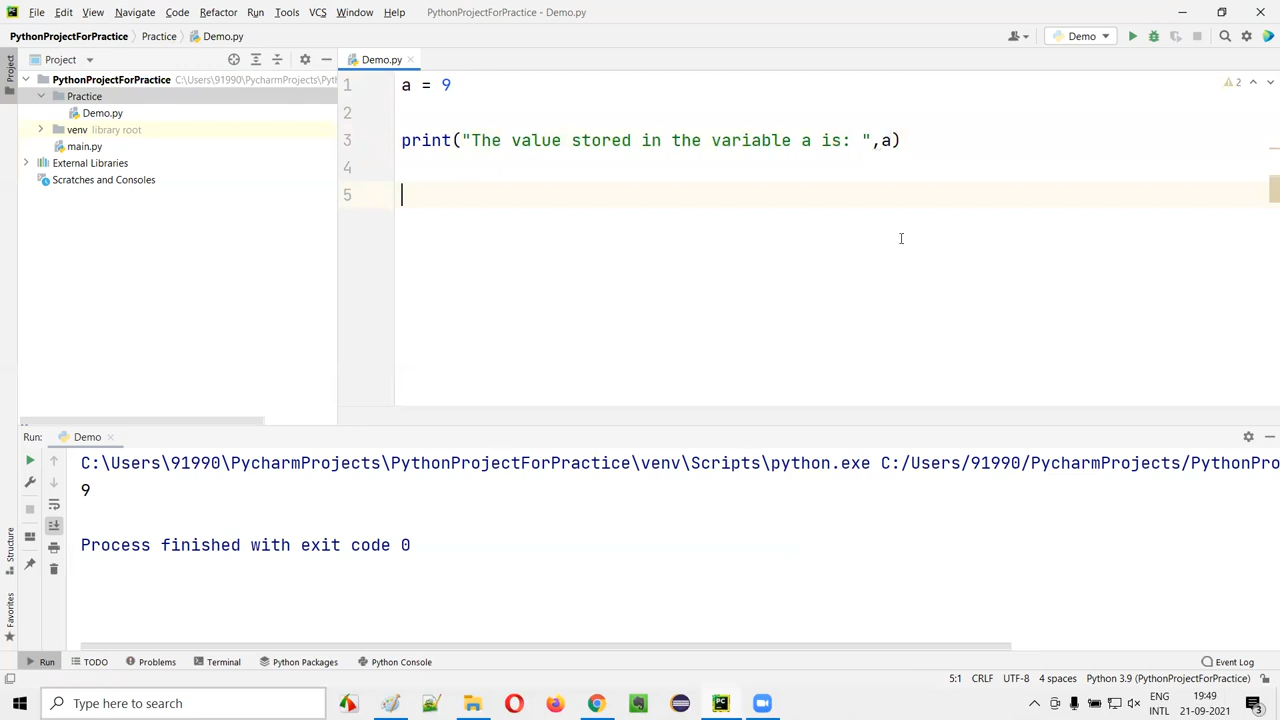 File Edit View Navigate Code Refactor Run Tools VCS Window Help PythonProjectForPractice - Demo.py
PythonProjectForPractice Practice Demo.py Demo
Project Demo.py
PythonProjectForPractice C:\Users\91990\PycharmProjects\Pyth
Practice
Demo.py
venv library root
main.py
External Libraries
Scratches and Consoles
Project
1 a = 9
2
3 print("The value stored in the variable a is: ",a)
4
5
2
Run: Demo
C:\Users\91990\PycharmProjects\PythonProjectForPractice\venv\Scripts\python.exe C:/Users/91990/PycharmProjects/PythonPro
9
Process finished with exit code 0
Structure
Favorites
Run TODO Problems Terminal Python Packages Python Console Event Log
5:1 CRLF UTF-8 4 spaces Python 3.9 (PythonProjectForPractice)
Type here to search
ENG
INTL
19:49
21-09-2021
3